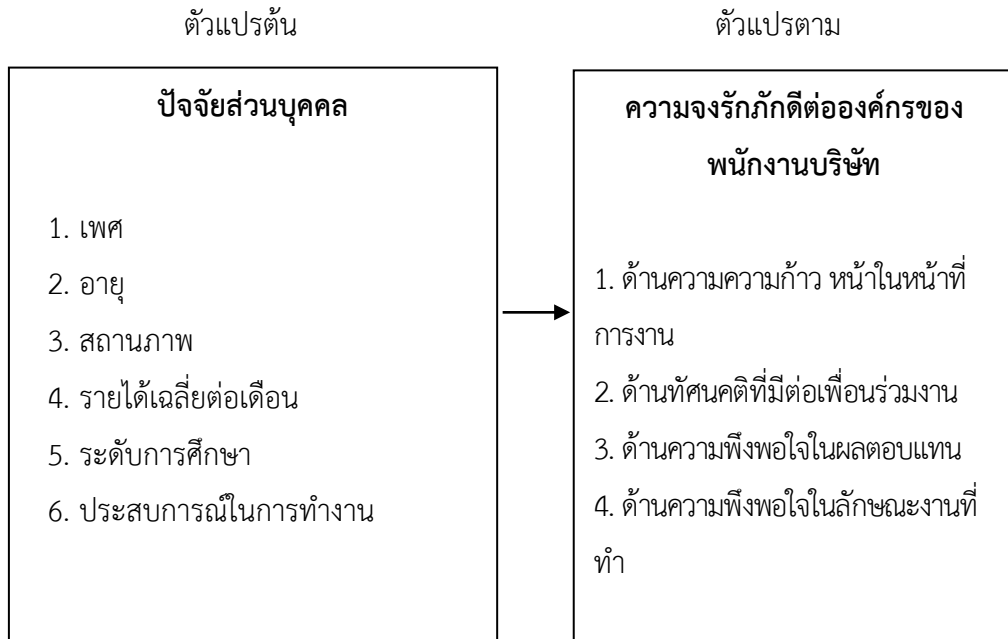 ตัวแปรต้น
ตัวแปรตาม
ปัจจัยส่วนบุคคล
1. เพศ
2. อายุ
3. สถานภาพ
4. รายได้เฉลี่ยต่อเดือน
5. ระดับการศึกษา
6. ประสบการณ์ในการทำงาน
ความจงรักภักดีต่อองค์กรของ
พนักงานบริษัท
1. ด้านความความก้าว หน้าในหน้าที่
การงาน
2. ด้านทัศนคติที่มีต่อเพื่อนร่วมงาน
3. ด้านความพึงพอใจในผลตอบแทน
4. ด้านความพึงพอใจในลักษณะงานที่
ทำ